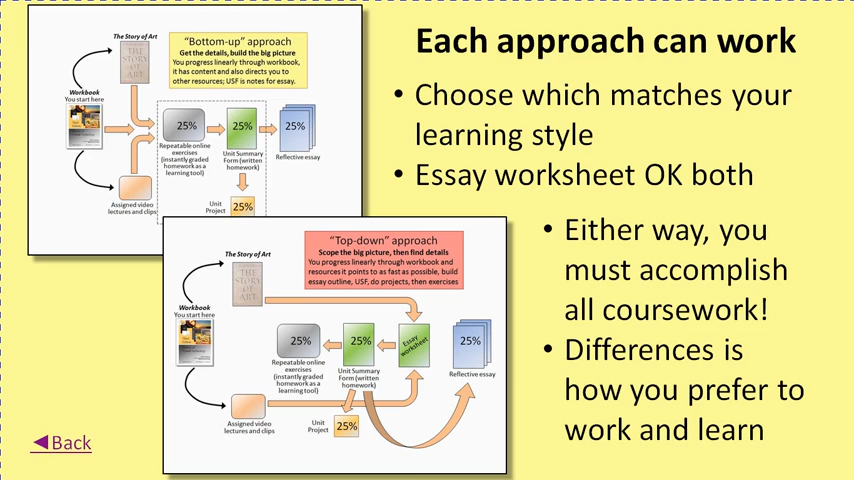 Each approach can work
• Choose which matches your
learning style
• Essay worksheet OK both
• Either way, you
must accomplish
all coursework!
• Differences is
how you prefer to
work and learn
The Story of Art
THE
STORY
OF
ART
"Bottom-up" approach
Get the details, build the big picture
You progress linearly through workbook,
it has content and also directs you to
other resources; USF is notes for essay.
Workbook
You start here
25%
25%
25%
Repeatable online
exercises
(instantly graded
homework as a
learning tool)
Unit Summary
Form (written
homework)
Reflective essay
Assigned video
lectures and clips
Unit
Project
25%
"Top-down" approach
Scope the big picture, then find details
You progress linearly through workbook and
resources it points to as fast as possible, build
essay outline, USF, do projects, then exercises
The Story of Art
THE
STORY
OF
ART
Workbook
You start here
25%
25%
Essay
worksheet
25%
Repeatable online
exercises
(instantly graded
homework as a
learning tool)
Unit Summary
Form (written
homework)
Reflective essay
Assigned video
lectures and clips
Unit
Project
25%
◀Back